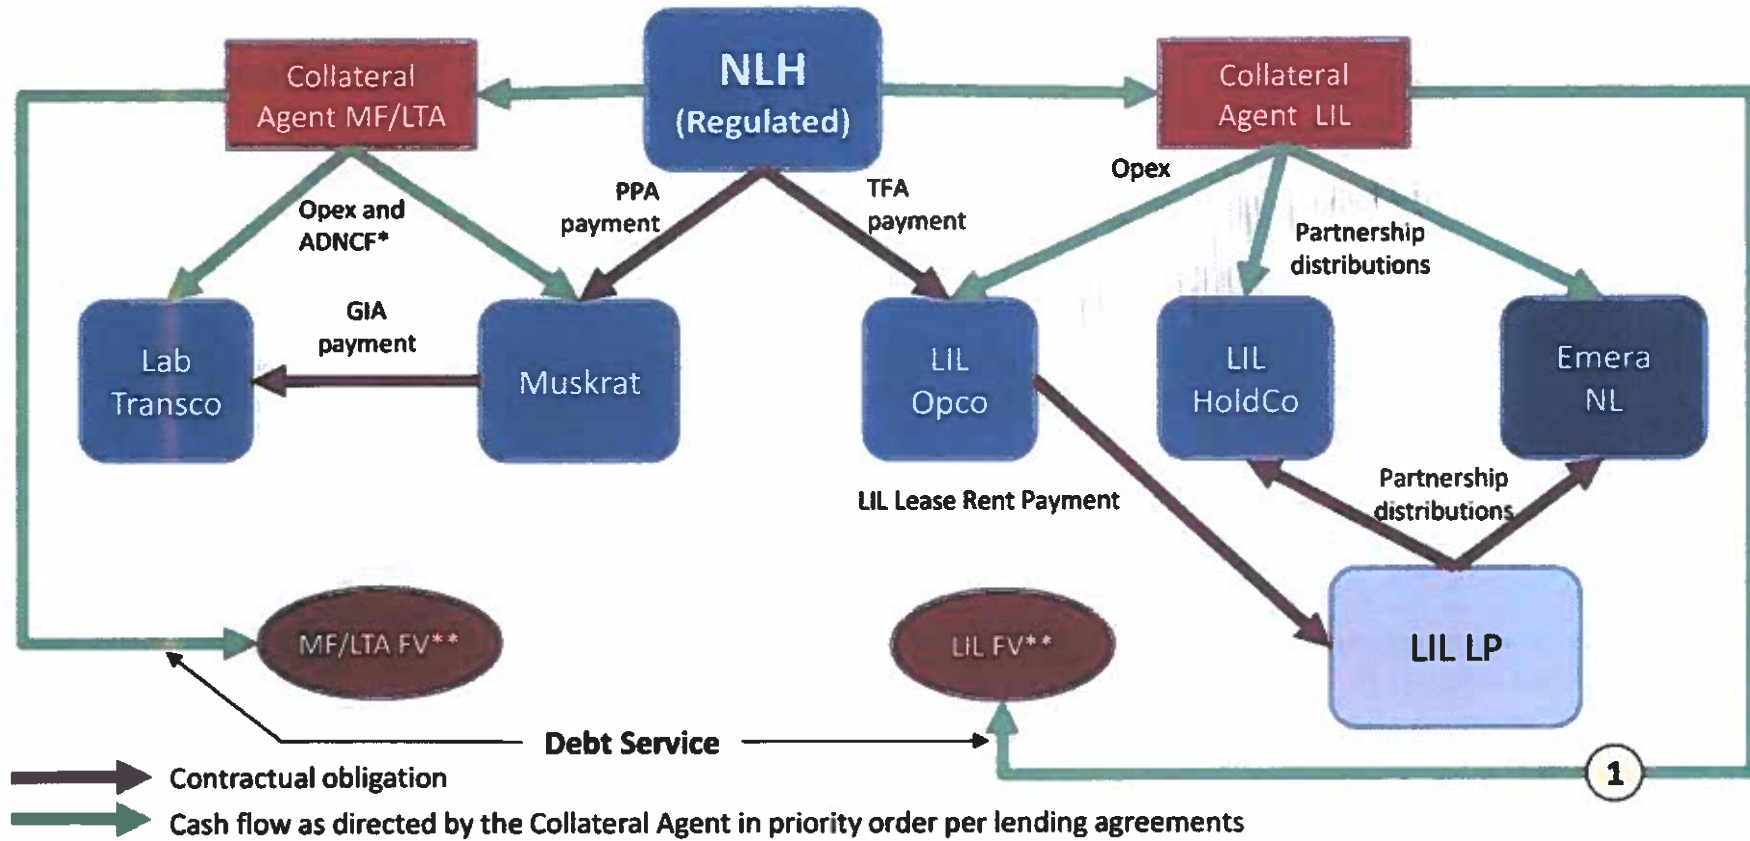 NLH
(Regulated)
Collateral
Agent MF/LTA
Collateral
Agent LIL
Opex
PPA
payment
TFA
payment
Opex and
ADNCF*
Partnership
distributions
GIA
payment
Lab
Transco
Muskrat
LIL
Opco
LIL
HoldCo
Emera
NL
LIL Lease Rent Payment
Partnership
distributions
MF/LTA FV**
LIL FV**
LIL LP
Debt Service
1
Contractual obligation
Cash flow as directed by the Collateral Agent in priority order per lending agreements